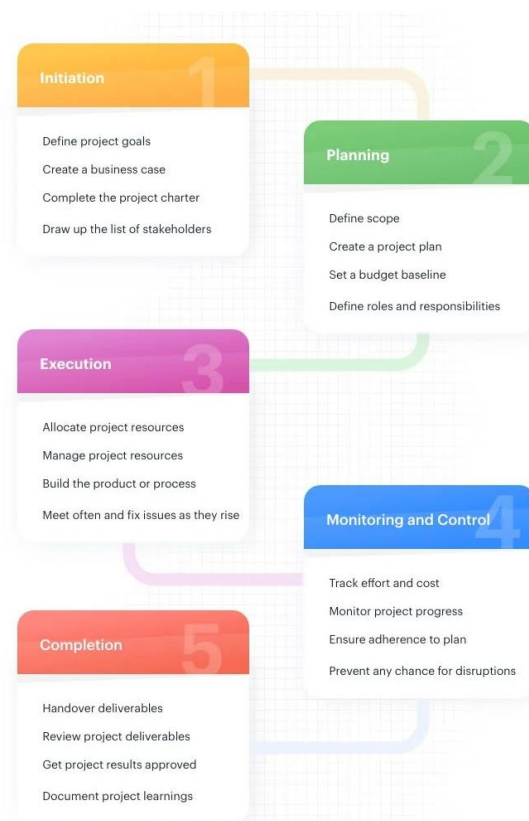 1
Initiation
Define project goals
Create a business case
Complete the project charter
Draw up the list of stakeholders
2
Planning
Define scope
Create a project plan
Set a budget baseline
Define roles and responsibilities
3
Execution
Allocate project resources
Manage project resources
Build the product or process
Meet often and fix issues as they rise
4
Monitoring and Control
Track effort and cost
Monitor project progress
Ensure adherence to plan
Prevent any chance for disruptions
5
Completion
Handover deliverables
Review project deliverables
Get project results approved
Document project learnings